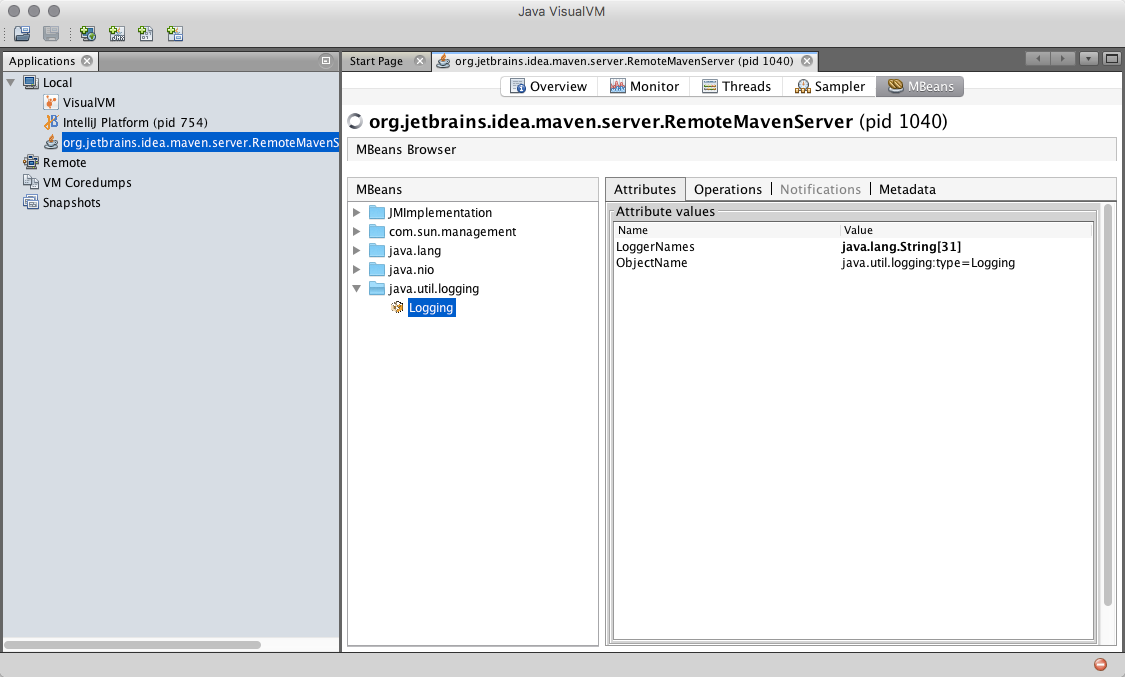 Java VisualVM
Applications
Local
VisualVM
IntelliJ Platform (pid 754)
org.jetbrains.idea.maven.server.RemoteMavenS
Remote
VM Coredumps
Snapshots
Start Page
org.jetbrains.idea.maven.server.RemoteMavenServer (pid 1040)
Overview
Monitor
Threads
Sampler
MBeans
org.jetbrains.idea.maven.server.RemoteMavenServer (pid 1040)
MBeans Browser
MBeans
JMImplementation
com.sun.management
java.lang
java.nio
java.util.logging
Logging
Attributes
Operations
Notifications
Metadata
Attribute values
Name Value
LoggerNames java.lang.String[31]
ObjectName java.util.logging:type=Logging